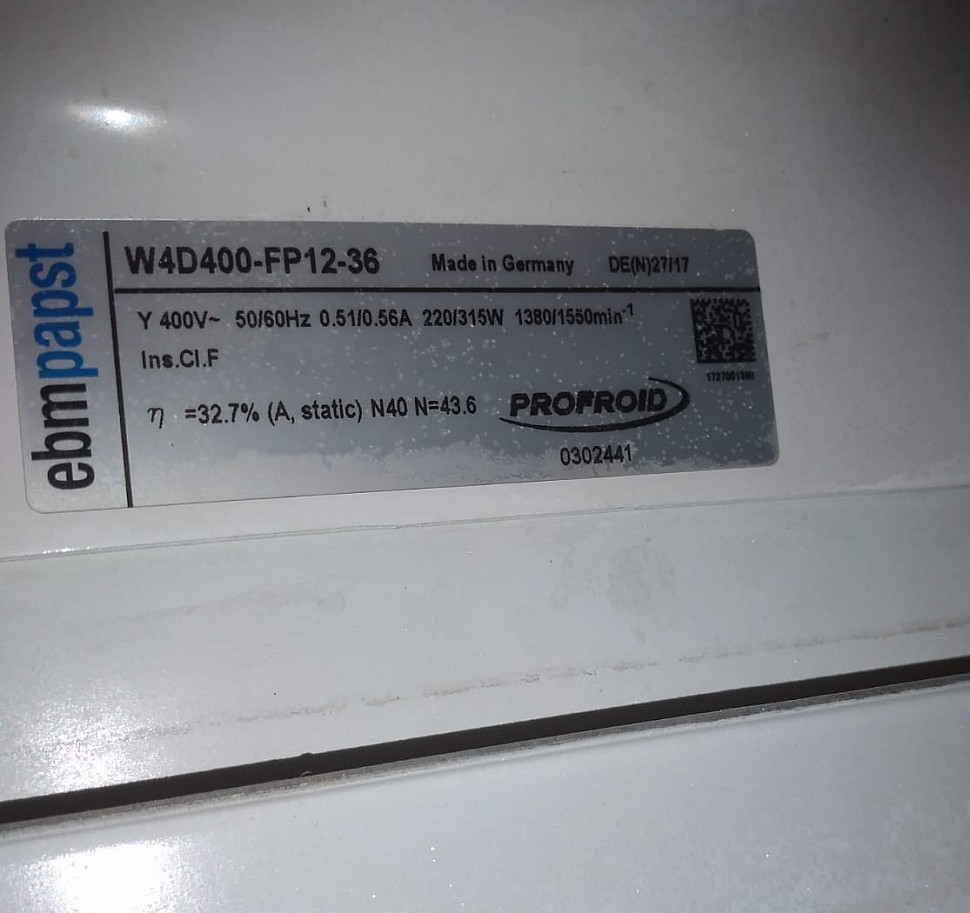 ebmpapst
W4D400-FP12-36 Made in Germany DE(N)27/17
Y 400V~ 50/60Hz 0.51/0.56A 220/315W 1380/1550min⁻¹
Ins.Cl.F
η =32.7% (A, static) N40 N=43.6 PROFROID
0302441